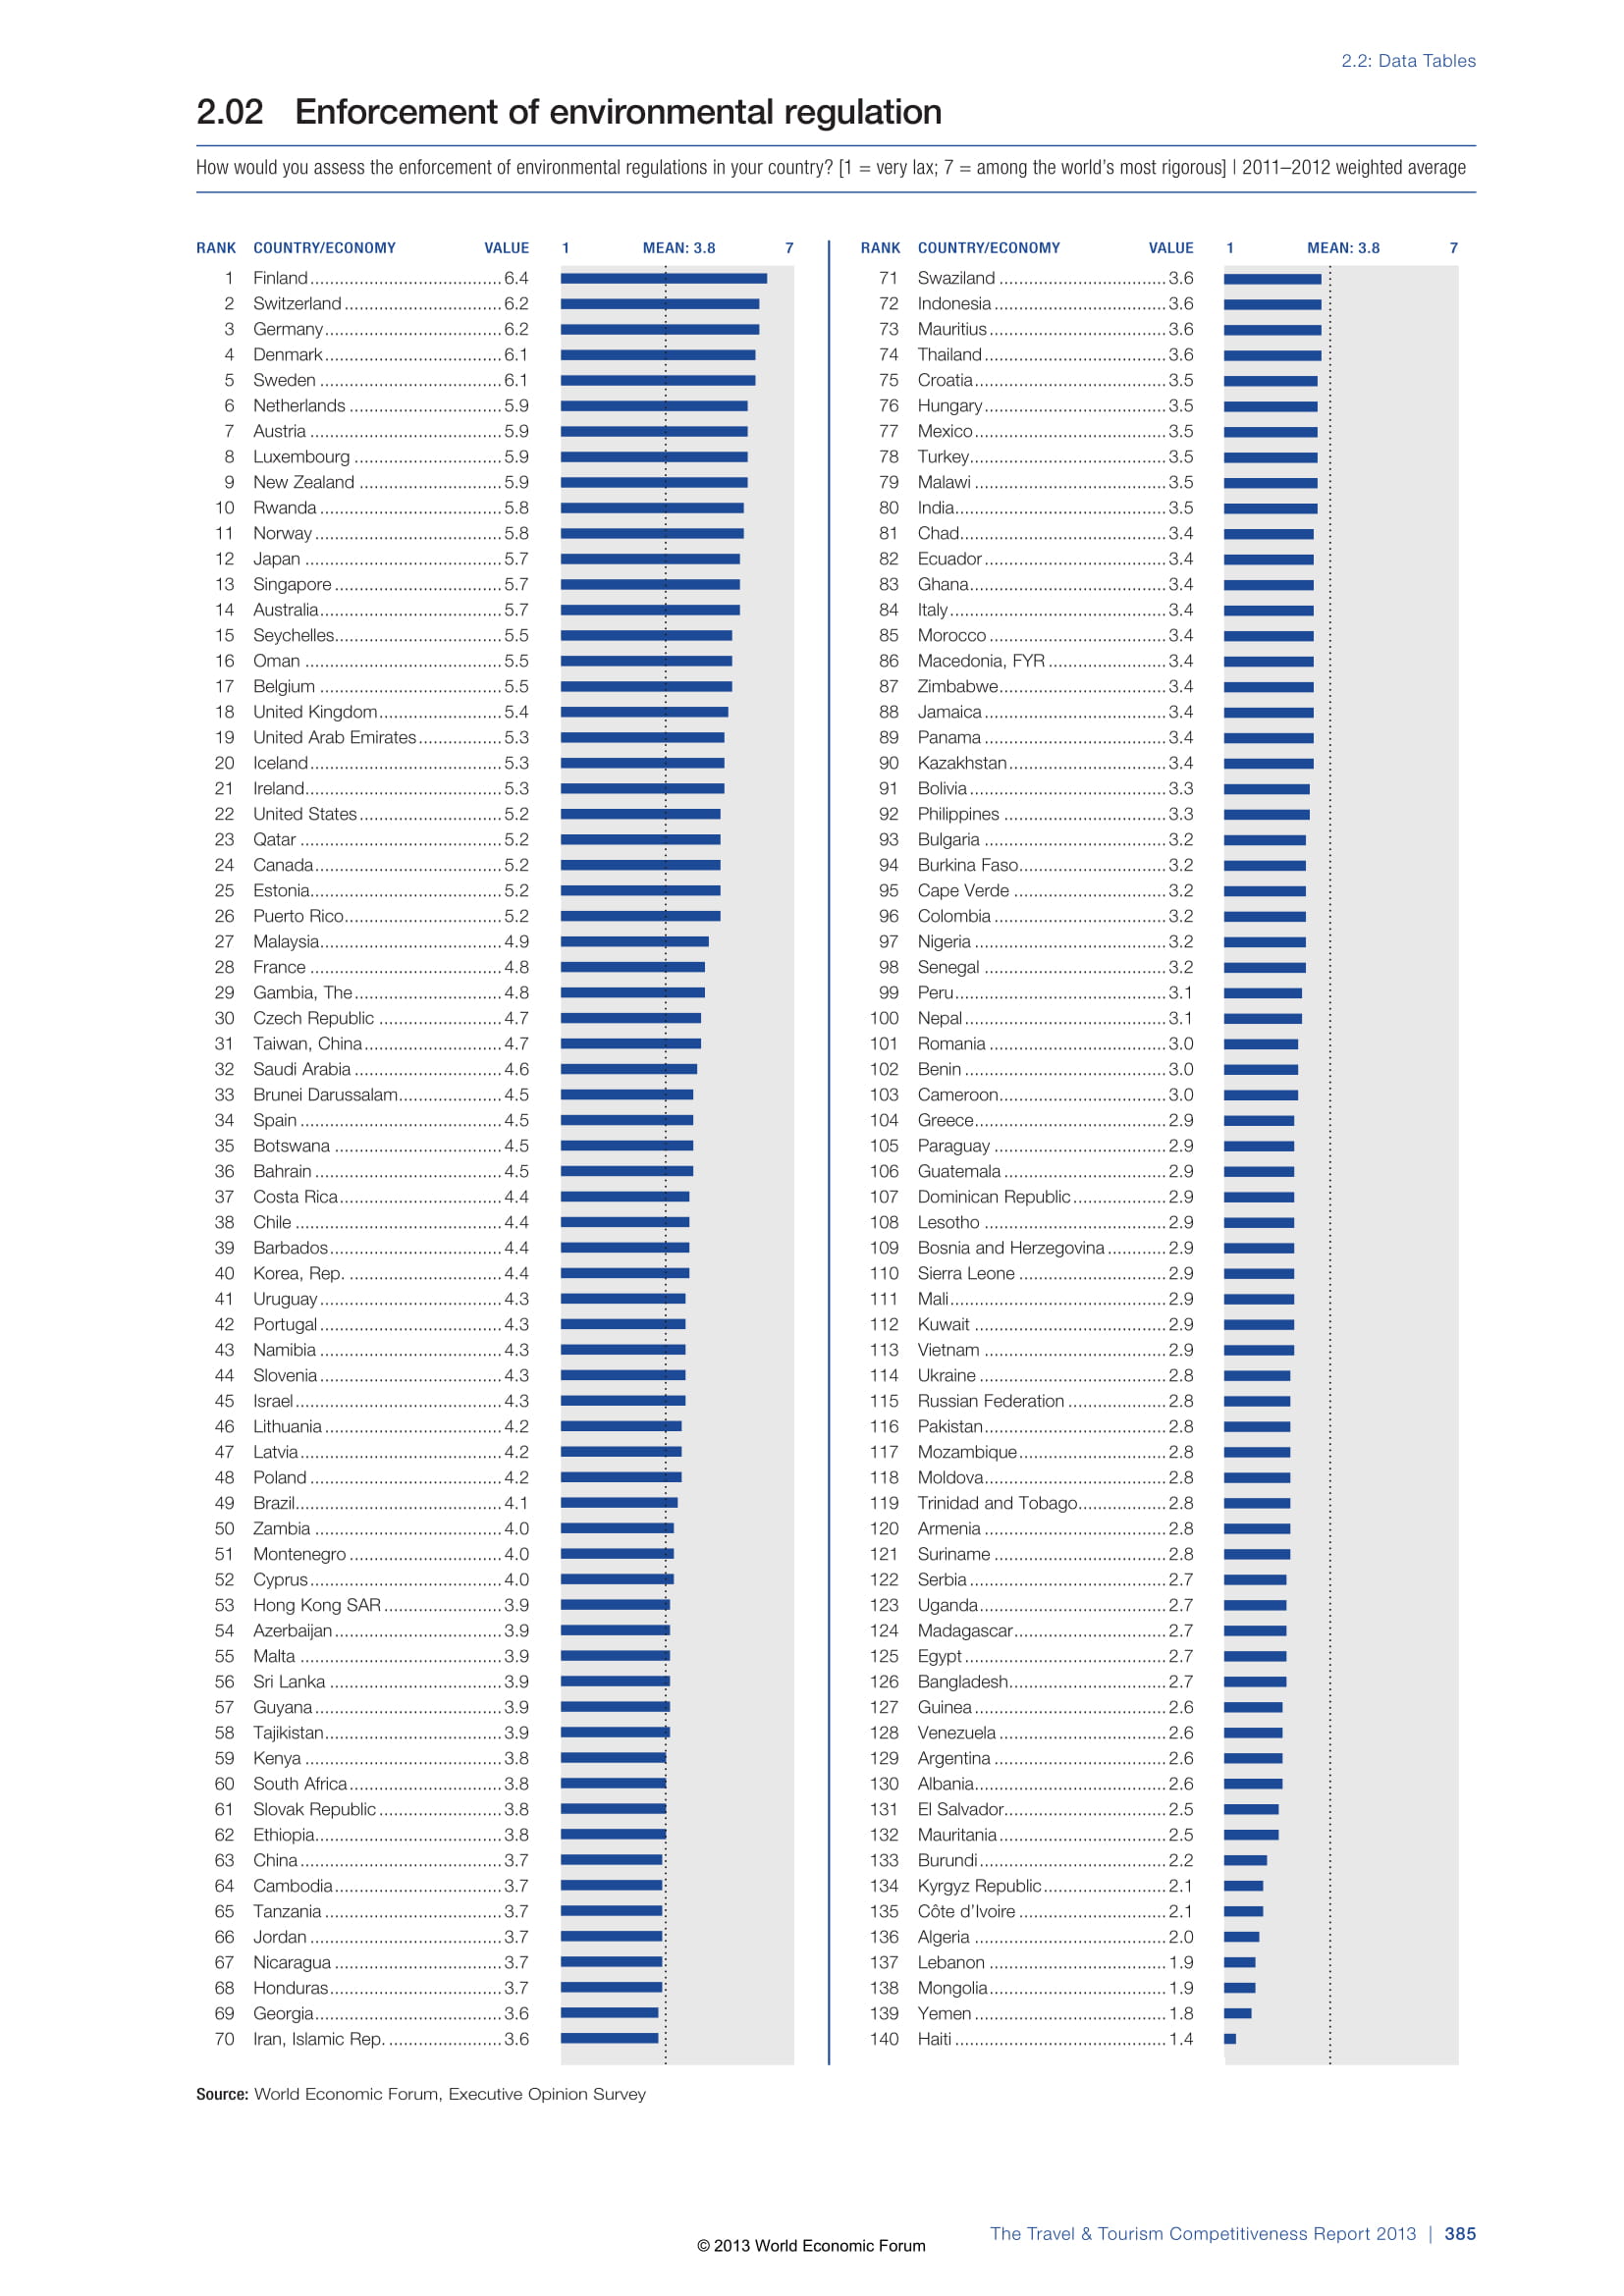 2.2: Data Tables
2.02 Enforcement of environmental regulation
How would you assess the enforcement of environmental regulations in your country? [1 = very lax; 7 = among the world's most rigorous] | 2011–2012 weighted average
RANK COUNTRY/ECONOMY VALUE 1 MEAN: 3.8 7
1 Finland 6.4
2 Switzerland 6.2
3 Germany 6.2
4 Denmark 6.1
5 Sweden 6.1
6 Netherlands 5.9
7 Austria 5.9
8 Luxembourg 5.9
9 New Zealand 5.9
10 Rwanda 5.8
11 Norway 5.8
12 Japan 5.7
13 Singapore 5.7
14 Australia 5.7
15 Seychelles 5.5
16 Oman 5.5
17 Belgium 5.5
18 United Kingdom 5.4
19 United Arab Emirates 5.3
20 Iceland 5.3
21 Ireland 5.3
22 United States 5.2
23 Qatar 5.2
24 Canada 5.2
25 Estonia 5.2
26 Puerto Rico 5.2
27 Malaysia 4.9
28 France 4.8
29 Gambia, The 4.8
30 Czech Republic 4.7
31 Taiwan, China 4.7
32 Saudi Arabia 4.6
33 Brunei Darussalam 4.5
34 Spain 4.5
35 Botswana 4.5
36 Bahrain 4.5
37 Costa Rica 4.4
38 Chile 4.4
39 Barbados 4.4
40 Korea, Rep. 4.4
41 Uruguay 4.3
42 Portugal 4.3
43 Namibia 4.3
44 Slovenia 4.3
45 Israel 4.3
46 Lithuania 4.2
47 Latvia 4.2
48 Poland 4.2
49 Brazil 4.1
50 Zambia 4.0
51 Montenegro 4.0
52 Cyprus 4.0
53 Hong Kong SAR 3.9
54 Azerbaijan 3.9
55 Malta 3.9
56 Sri Lanka 3.9
57 Guyana 3.9
58 Tajikistan 3.9
59 Kenya 3.8
60 South Africa 3.8
61 Slovak Republic 3.8
62 Ethiopia 3.8
63 China 3.7
64 Cambodia 3.7
65 Tanzania 3.7
66 Jordan 3.7
67 Nicaragua 3.7
68 Honduras 3.7
69 Georgia 3.6
70 Iran, Islamic Rep. 3.6
RANK COUNTRY/ECONOMY VALUE 1 MEAN: 3.8 7
71 Swaziland 3.6
72 Indonesia 3.6
73 Mauritius 3.6
74 Thailand 3.6
75 Croatia 3.5
76 Hungary 3.5
77 Mexico 3.5
78 Turkey 3.5
79 Malawi 3.5
80 India 3.5
81 Chad 3.4
82 Ecuador 3.4
83 Ghana 3.4
84 Italy 3.4
85 Morocco 3.4
86 Macedonia, FYR 3.4
87 Zimbabwe 3.4
88 Jamaica 3.4
89 Panama 3.4
90 Kazakhstan 3.4
91 Bolivia 3.3
92 Philippines 3.3
93 Bulgaria 3.2
94 Burkina Faso 3.2
95 Cape Verde 3.2
96 Colombia 3.2
97 Nigeria 3.2
98 Senegal 3.2
99 Peru 3.1
100 Nepal 3.1
101 Romania 3.0
102 Benin 3.0
103 Cameroon 3.0
104 Greece 2.9
105 Paraguay 2.9
106 Guatemala 2.9
107 Dominican Republic 2.9
108 Lesotho 2.9
109 Bosnia and Herzegovina 2.9
110 Sierra Leone 2.9
111 Mali 2.9
112 Kuwait 2.9
113 Vietnam 2.9
114 Ukraine 2.8
115 Russian Federation 2.8
116 Pakistan 2.8
117 Mozambique 2.8
118 Moldova 2.8
119 Trinidad and Tobago 2.8
120 Armenia 2.8
121 Suriname 2.8
122 Serbia 2.7
123 Uganda 2.7
124 Madagascar 2.7
125 Egypt 2.7
126 Bangladesh 2.7
127 Guinea 2.6
128 Venezuela 2.6
129 Argentina 2.6
130 Albania 2.6
131 El Salvador 2.5
132 Mauritania 2.5
133 Burundi 2.2
134 Kyrgyz Republic 2.1
135 Côte d'Ivoire 2.1
136 Algeria 2.0
137 Lebanon 1.9
138 Mongolia 1.9
139 Yemen 1.8
140 Haiti 1.4
Source: World Economic Forum, Executive Opinion Survey
The Travel & Tourism Competitiveness Report 2013 | 385
© 2013 World Economic Forum